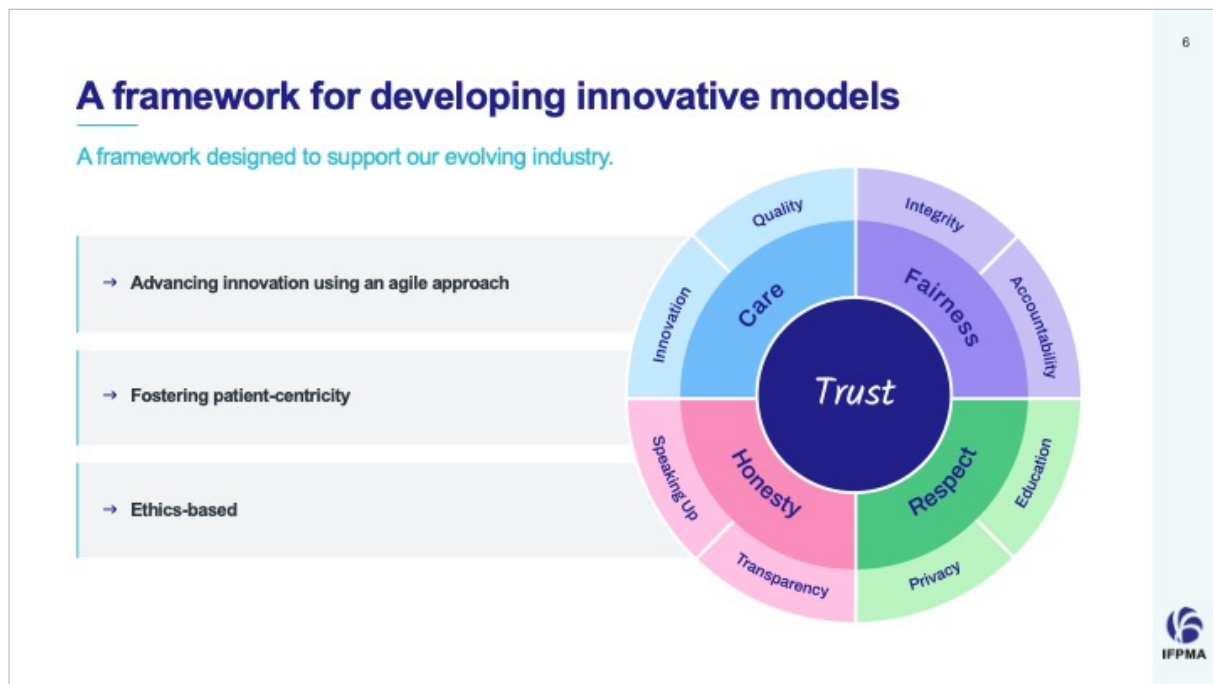 6
A framework for developing innovative models
A framework designed to support our evolving industry.
→ Advancing innovation using an agile approach
→ Fostering patient-centricity
→ Ethics-based
Quality
Integrity
Innovation
Care
Fairness
Accountability
Trust
Speaking Up
Honesty
Respect
Education
Transparency
Privacy
IFPMA